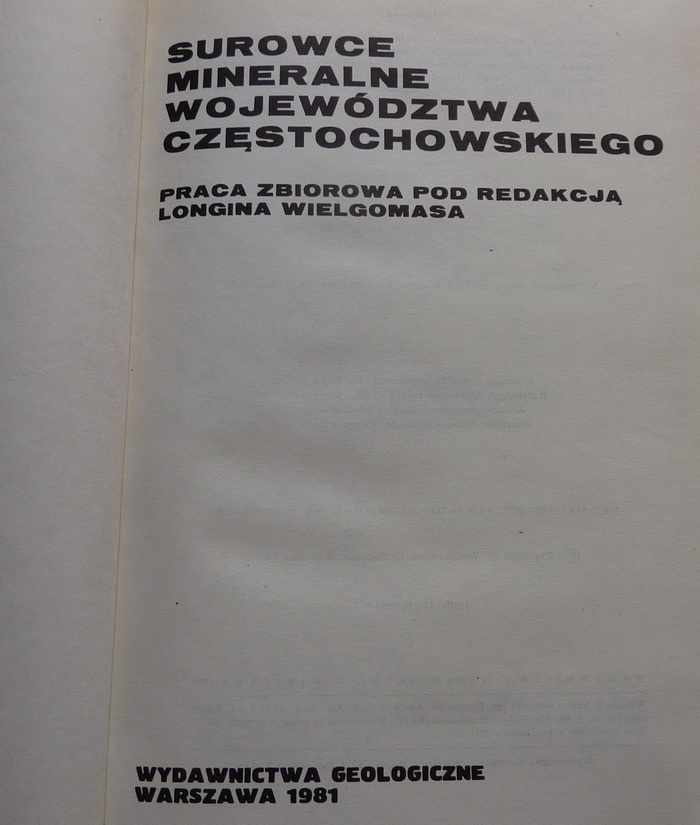 SUROWCE
MINERALNE
WOJEWÓDZTWA
CZĘSTOCHOWSKIEGO
PRACA ZBIOROWA POD REDAKCJĄ
LONGINA WIELGOMASA
WYDAWNICTWA GEOLOGICZNE
WARSZAWA 1981